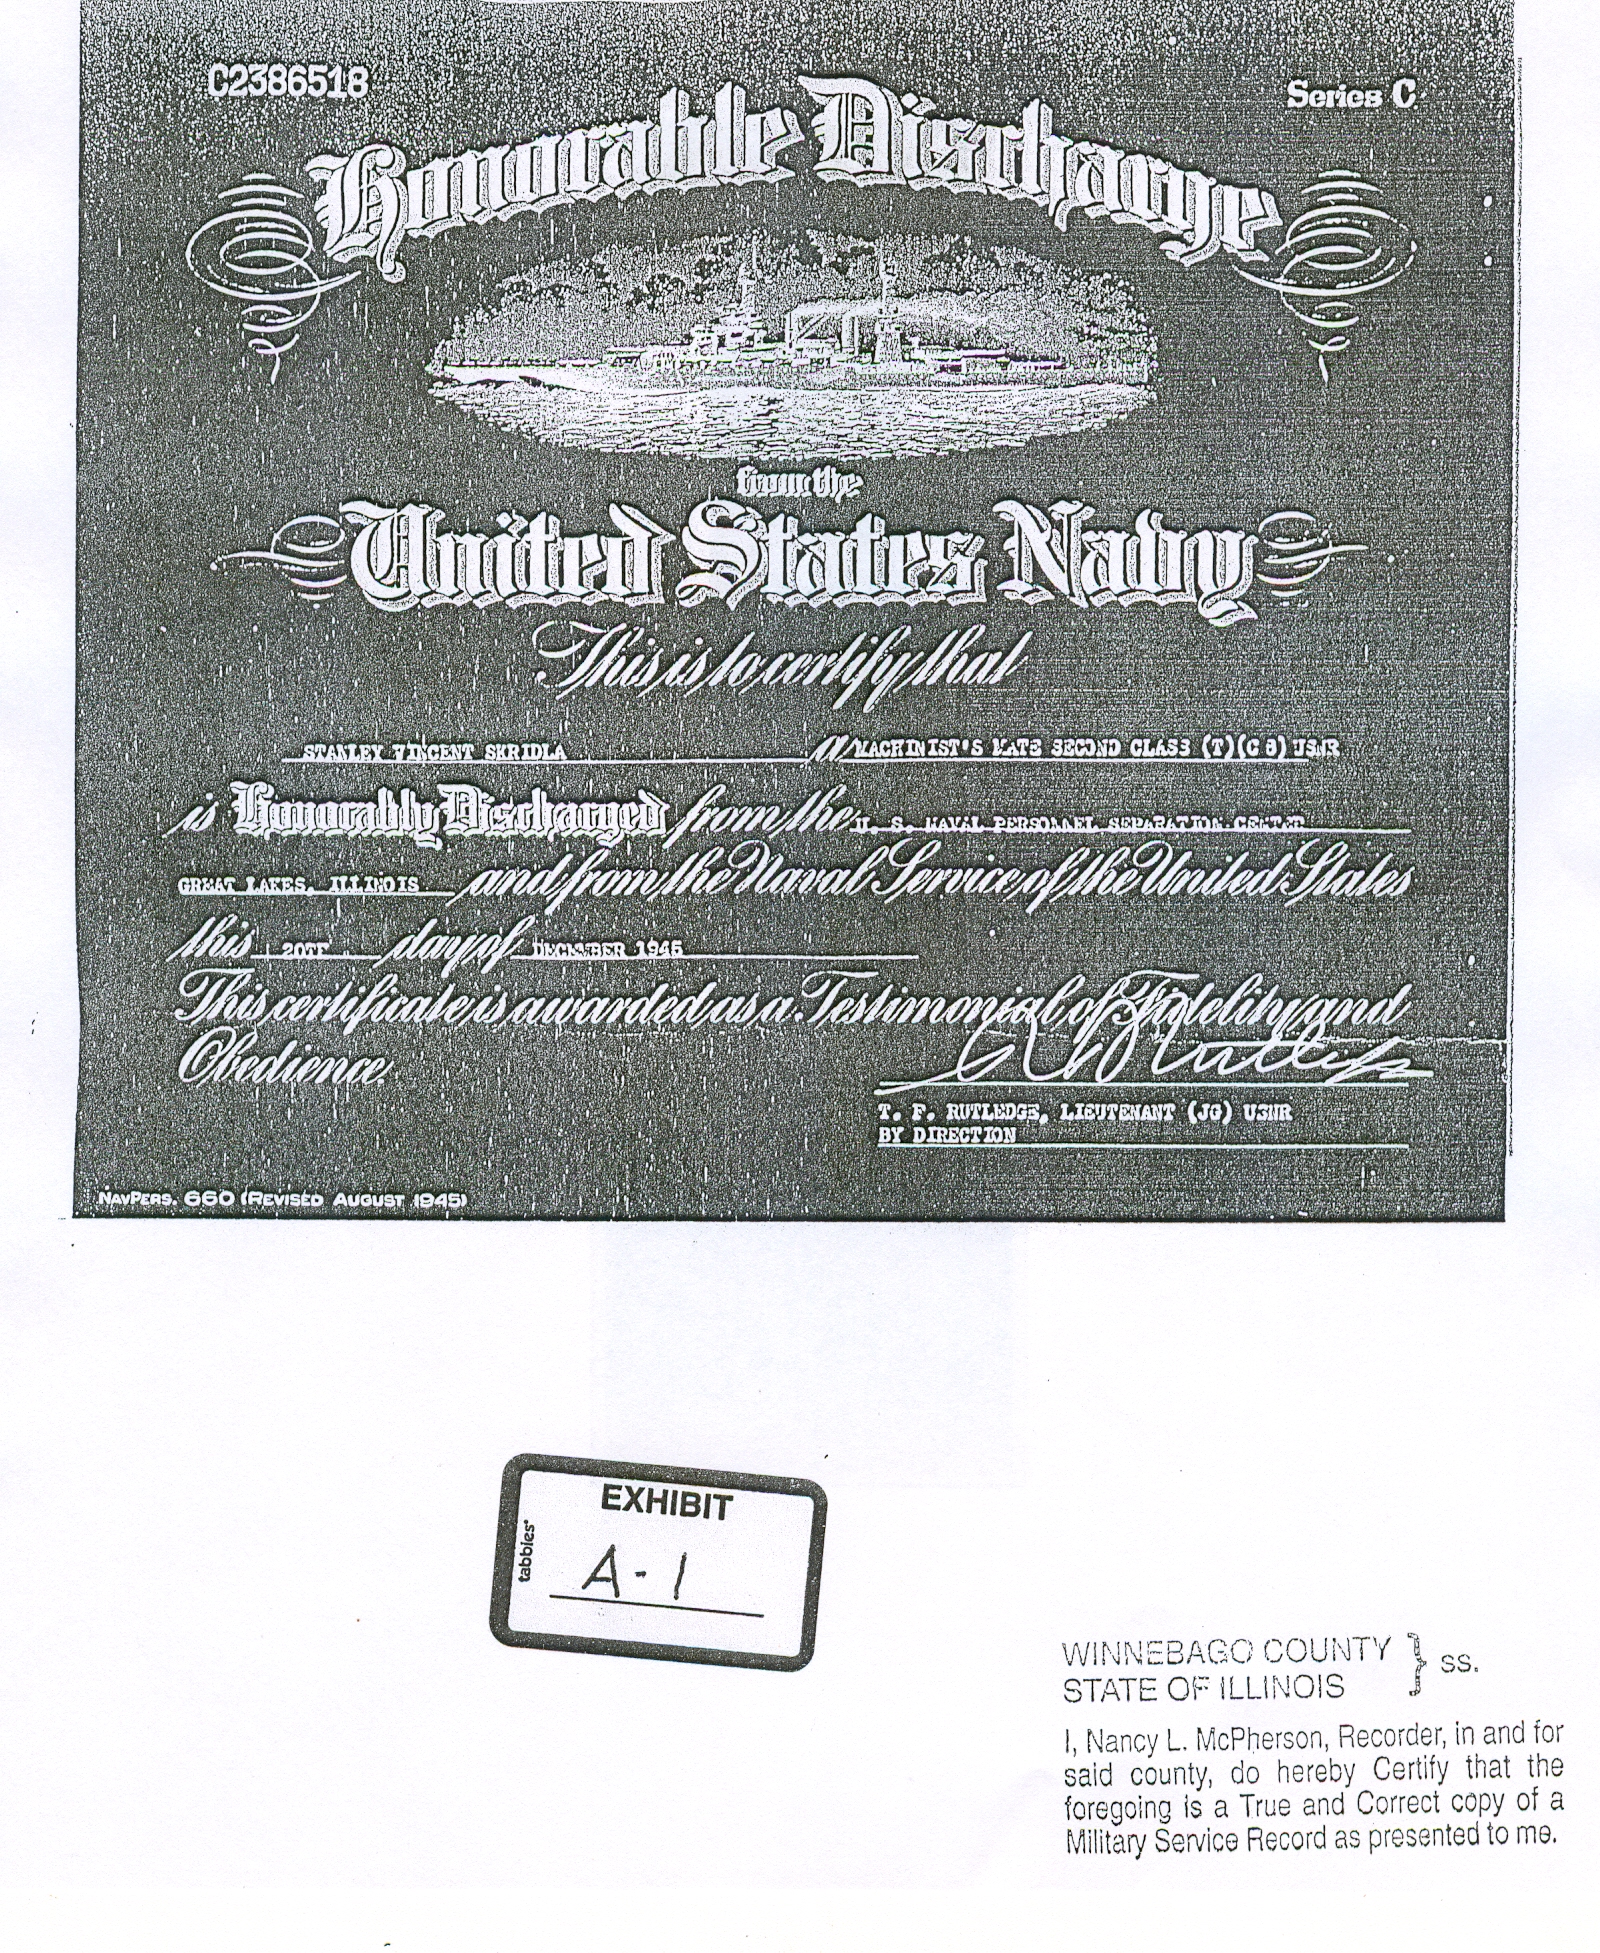 C2386518
Series C
Honorable Discharge
from the
United States Navy
This is to certify that
STANLEY VINCENT SKRIDLA a MACHINIST'S MATE SECOND CLASS (T)(CB) USNR
is Honorably Discharged from the U. S. NAVAL PERSONNEL SEPARATION CENTER
GREAT LAKES, ILLINOIS and from the Naval Service of the United States
this 20TH day of DECEMBER 1945
This certificate is awarded as a Testimonial of Fidelity and
Obedience
T. F. RUTLEDGE, LIEUTENANT (JG) USNR
BY DIRECTION
NAVPERS. 660 (REVISED AUGUST 1945)
EXHIBIT
tabbies®
A-1
WINNEBAGO COUNTY } SS.
STATE OF ILLINOIS
I, Nancy L. McPherson, Recorder, in and for
said county, do hereby Certify that the
foregoing is a True and Correct copy of a
Military Service Record as presented to me.